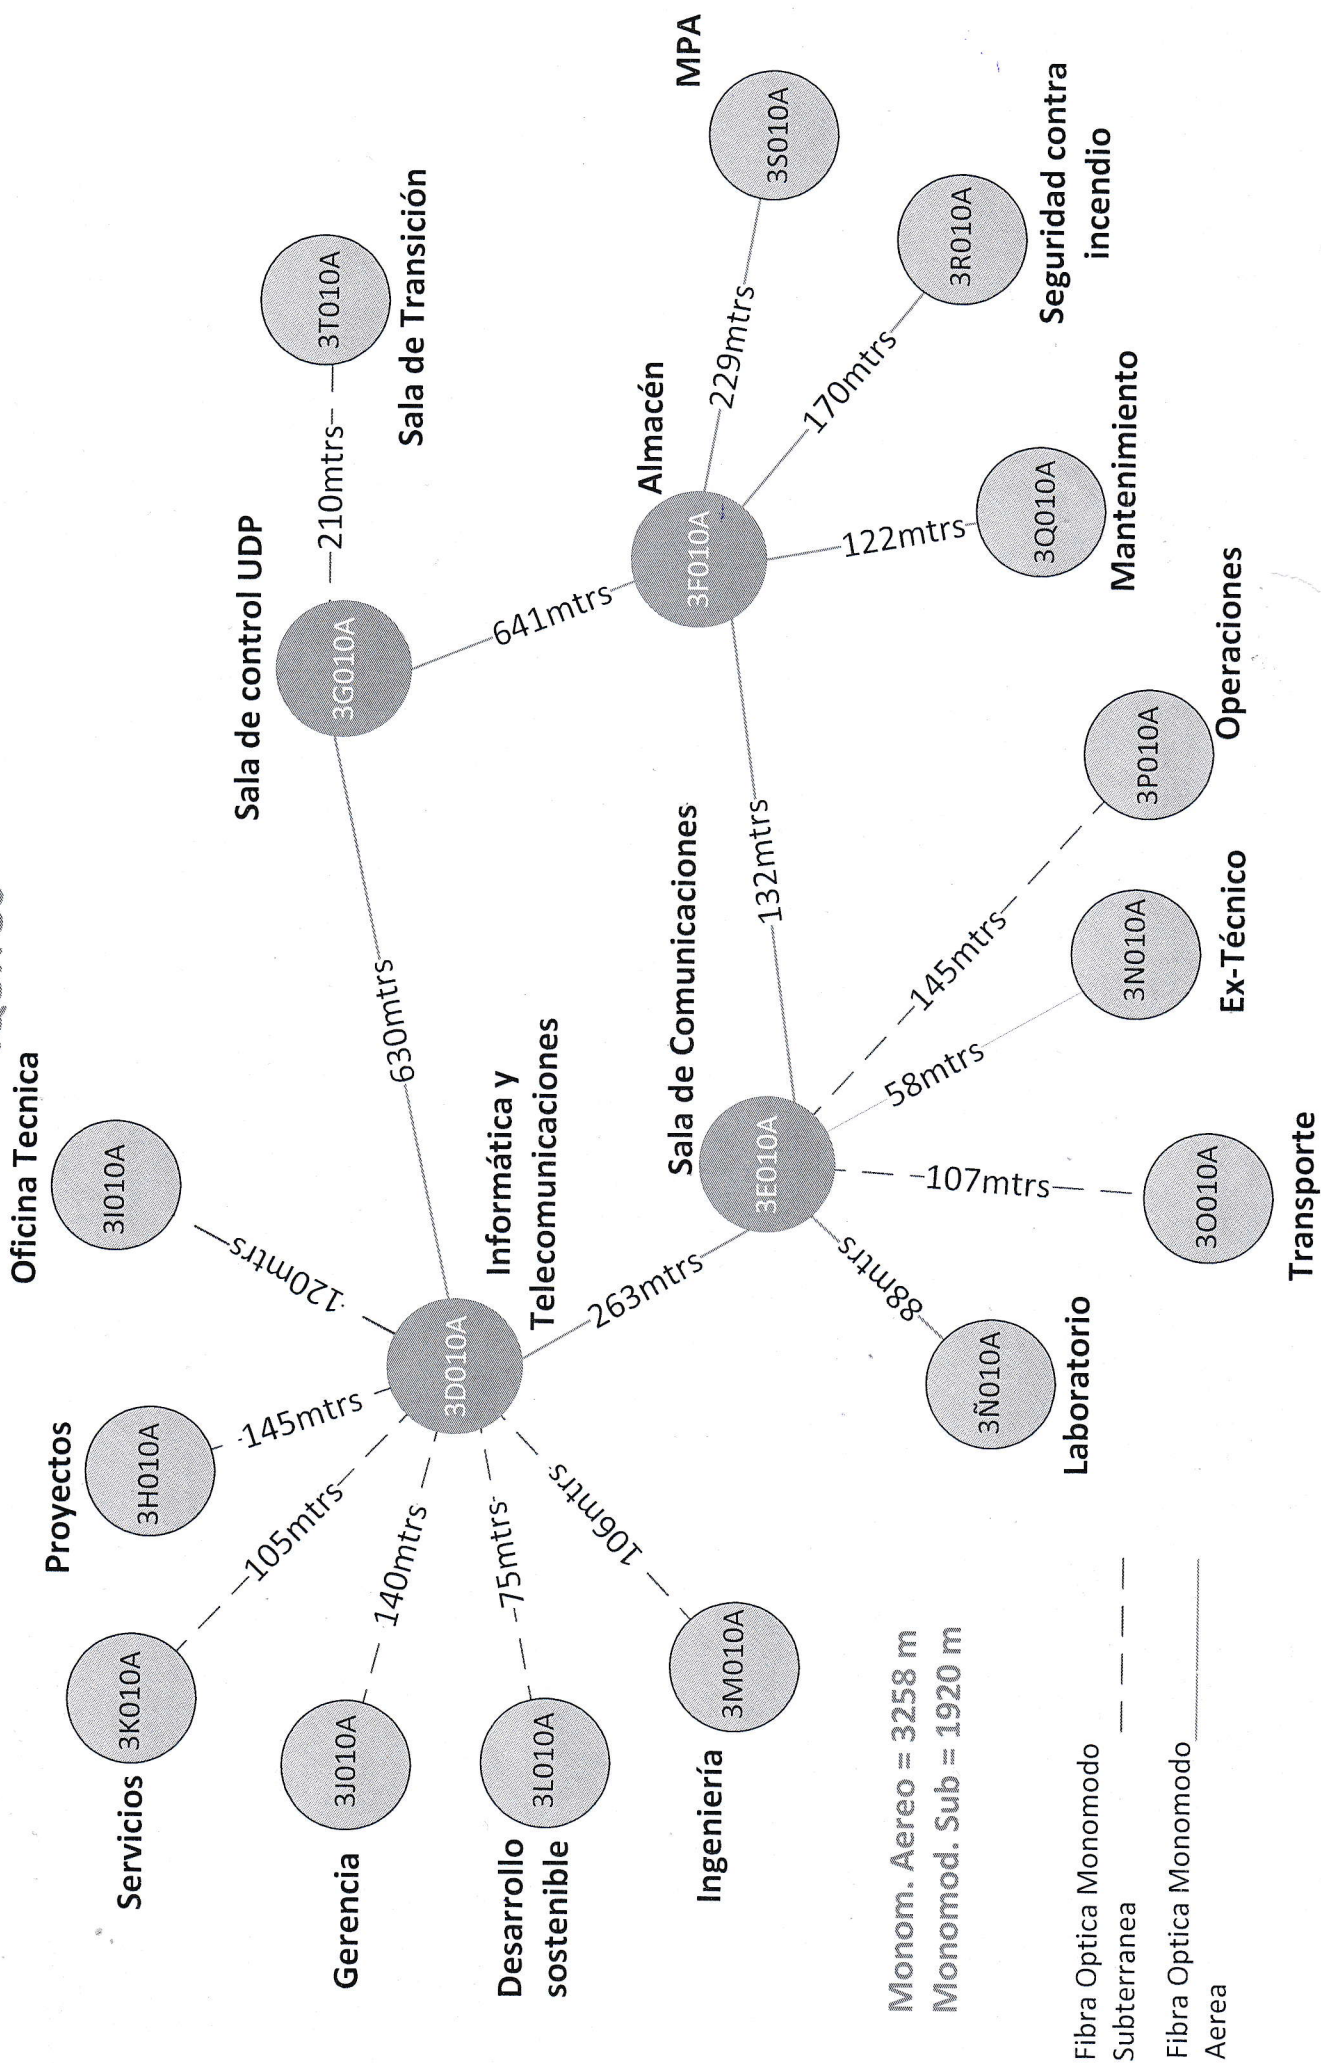 Oficina Tecnica
3I010A
120mtrs
Proyectos
3H010A
145mtrs
Servicios
3K010A
105mtrs
Gerencia
3J010A
140mtrs
Desarrollo
sostenible
3L010A
75mtrs
Ingeniería
3M010A
106mtrs
3D010A
Informática y
Telecomunicaciones
630mtrs
Sala de control UDP
3G010A
210mtrs
3T010A
Sala de Transición
641mtrs
263mtrs
Sala de Comunicaciones
3E010A
132mtrs
Almacén
3F010A
229mtrs
MPA
3S010A
170mtrs
3R010A
Seguridad contra
incendio
122mtrs
3Q010A
Mantenimiento
145mtrs
3P010A
Operaciones
58mtrs
3N010A
Ex-Técnico
107mtrs
3O010A
Transporte
88mtrs
3Ñ010A
Laboratorio
Monom. Aereo = 3258 m
Monomod. Sub = 1920 m
Fibra Optica Monomodo
Subterranea
Fibra Optica Monomodo
Aerea